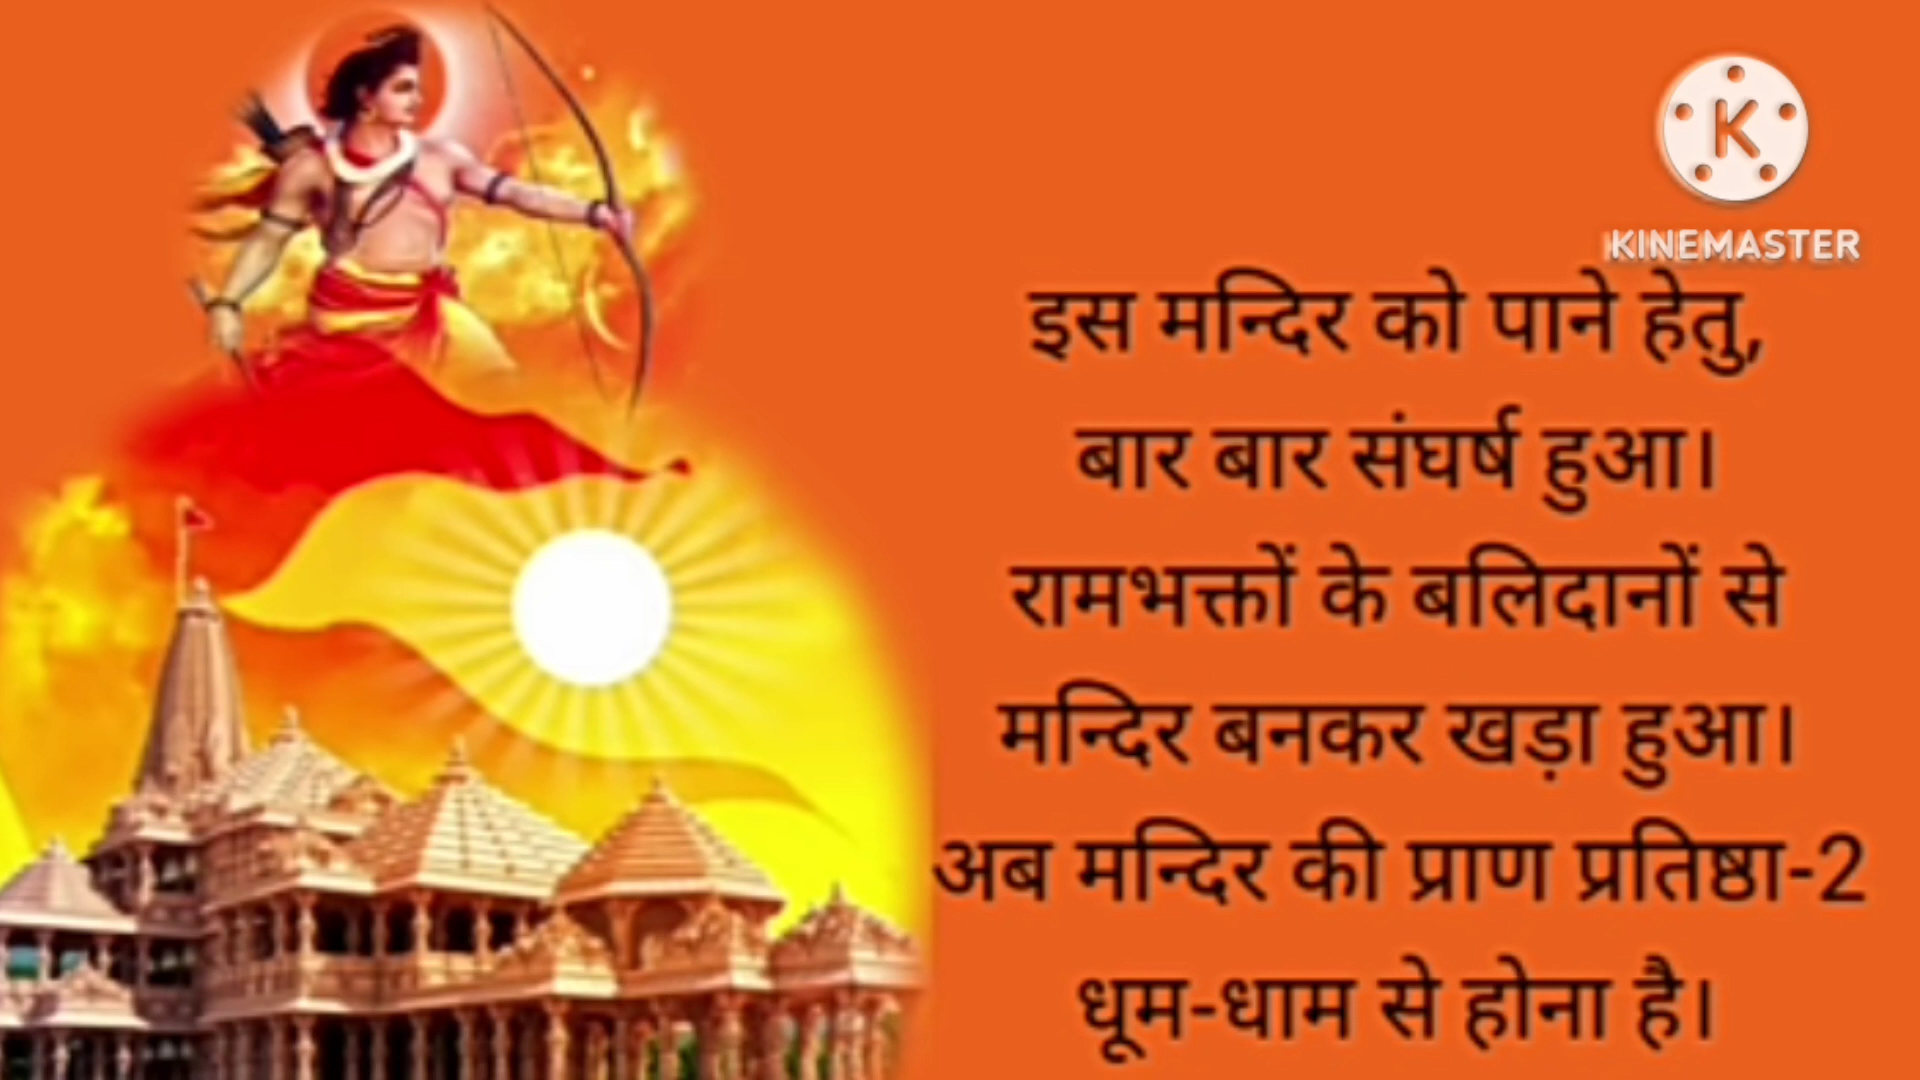 K
KINEMASTER
इस मन्दिर को पाने हेतु,
बार बार संघर्ष हुआ।
रामभक्तों के बलिदानों से
मन्दिर बनकर खड़ा हुआ।
अब मन्दिर की प्राण प्रतिष्ठा-2
धूम-धाम से होना है।